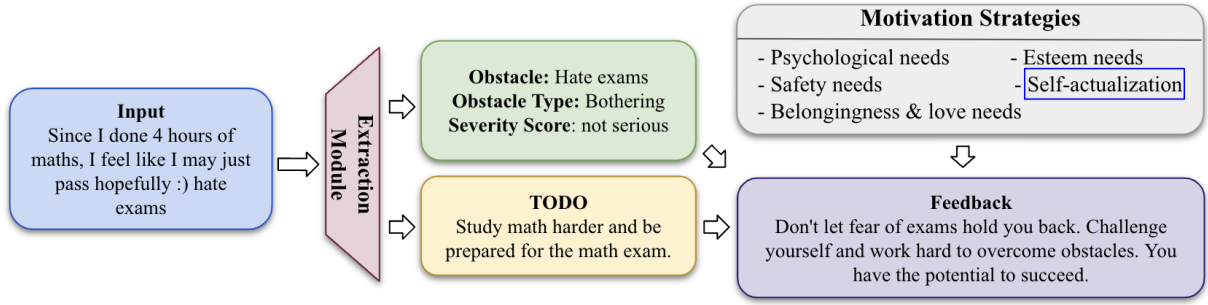 Input
Since I done 4 hours of
maths, I feel like I may just
pass hopefully :) hate
exams
Extraction
Module
Obstacle: Hate exams
Obstacle Type: Bothering
Severity Score: not serious
TODO
Study math harder and be
prepared for the math exam.
Motivation Strategies
- Psychological needs
- Esteem needs
- Safety needs
- Self-actualization
- Belongingness & love needs
Feedback
Don't let fear of exams hold you back. Challenge
yourself and work hard to overcome obstacles. You
have the potential to succeed.